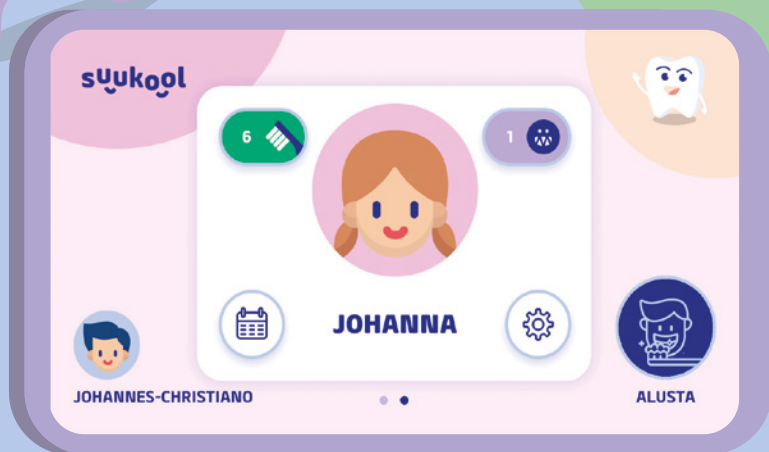 suukool
6
1
JOHANNA
JOHANNES-CHRISTIANO
ALUSTA